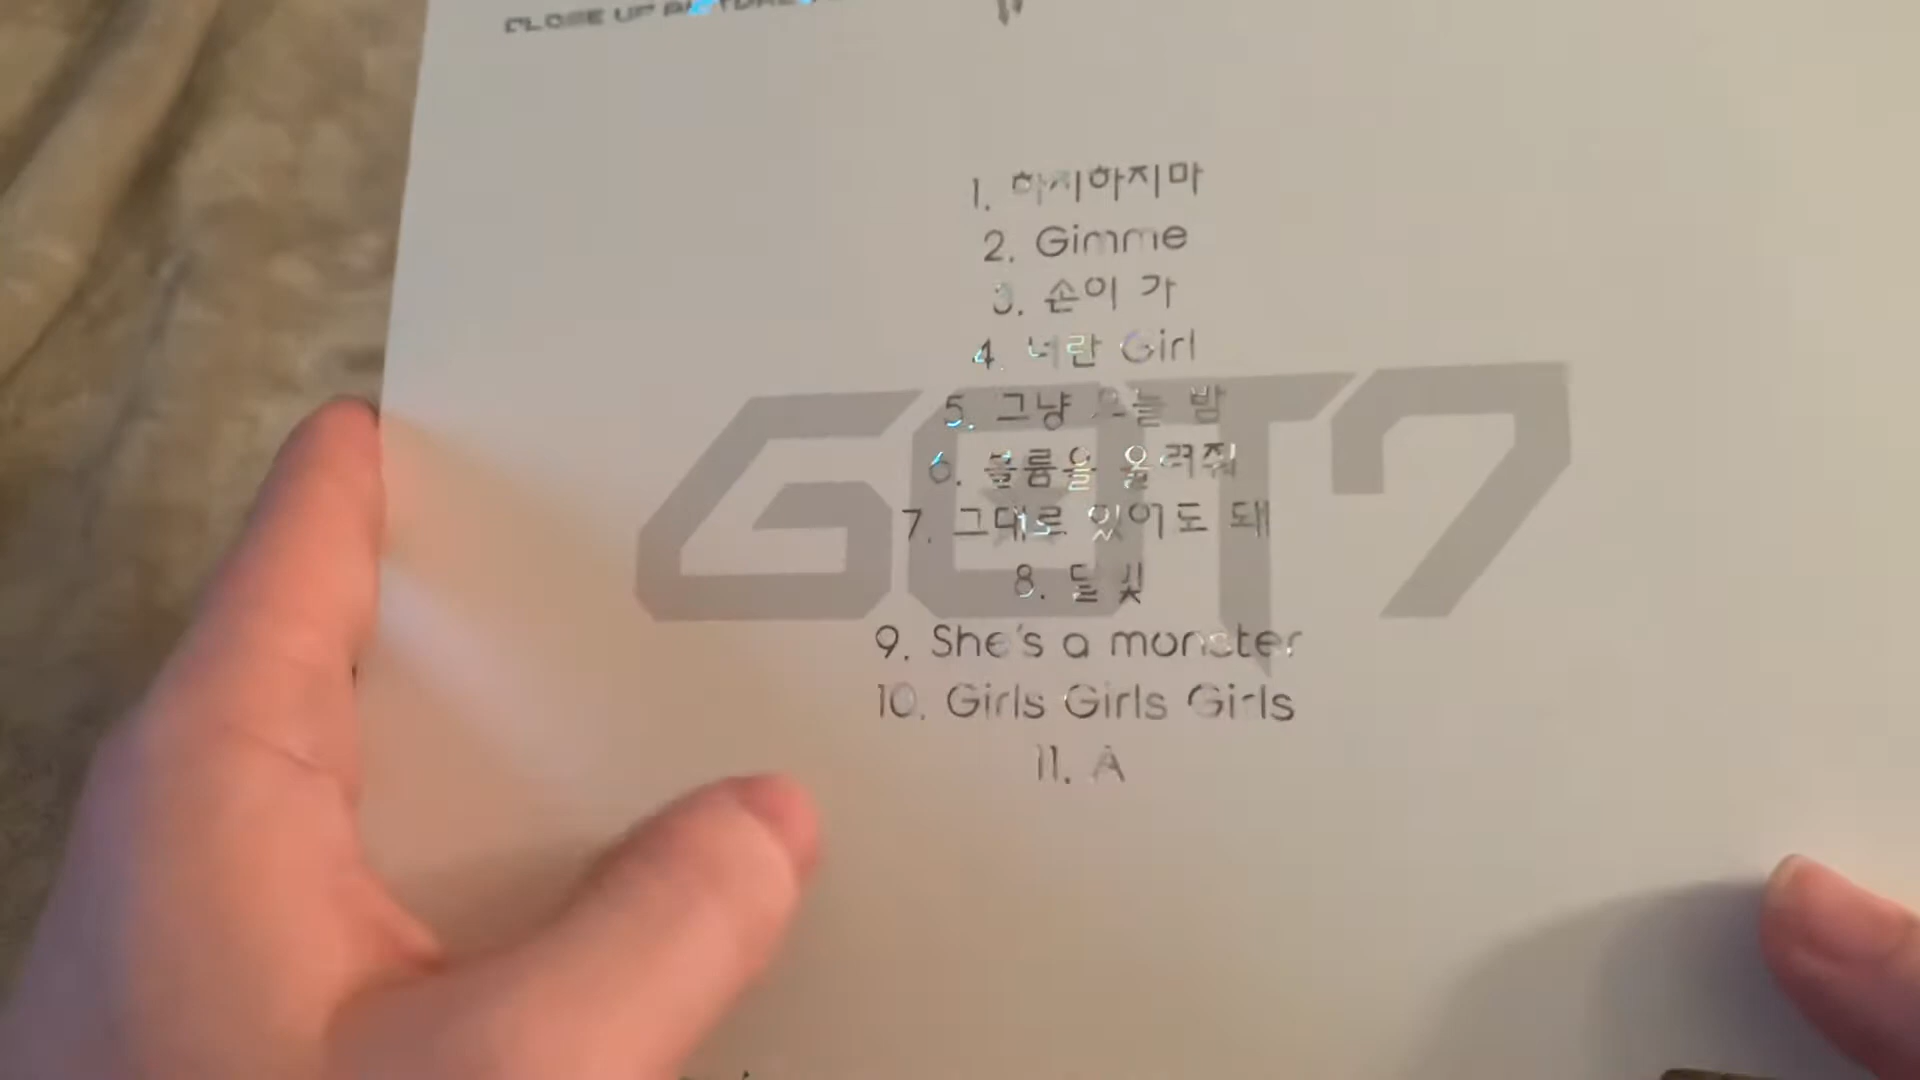 CLOSE UP
1. 하지하지마
2. Gimme
3. 손이 가
4. 너란 Girl
GOT7
5. 그냥 오늘 밤
6. 볼륨을 올려줘
7. 그대로 있어도 돼
8. 달빛
9. She's a monster
10. Girls Girls Girls
11. A